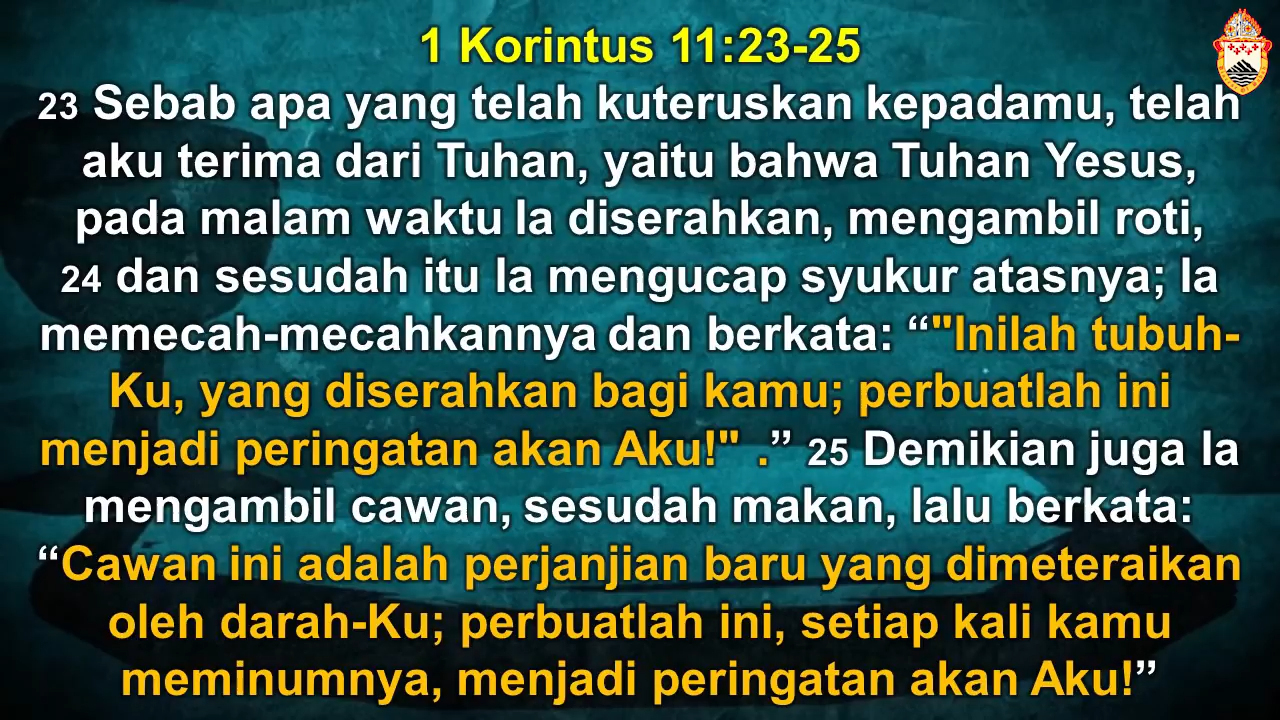 1 Korintus 11:23-25
23 Sebab apa yang telah kuteruskan kepadamu, telah
aku terima dari Tuhan, yaitu bahwa Tuhan Yesus,
pada malam waktu Ia diserahkan, mengambil roti,
24 dan sesudah itu Ia mengucap syukur atasnya; Ia
memecah-mecahkannya dan berkata: “"Inilah tubuh-
Ku, yang diserahkan bagi kamu; perbuatlah ini
menjadi peringatan akan Aku!" .” 25 Demikian juga Ia
mengambil cawan, sesudah makan, lalu berkata:
“Cawan ini adalah perjanjian baru yang dimeteraikan
oleh darah-Ku; perbuatlah ini, setiap kali kamu
meminumnya, menjadi peringatan akan Aku!”